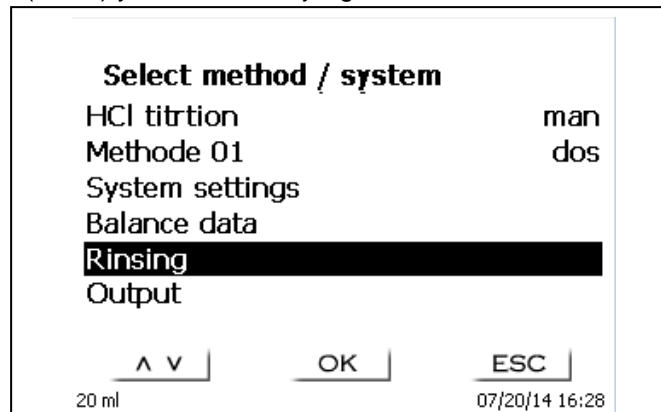 Select method / system
HCl titrtion man
Methode 01 dos
System settings
Balance data
Rinsing
Output
∧ ∨ OK ESC
20 ml 07/20/14 16:28